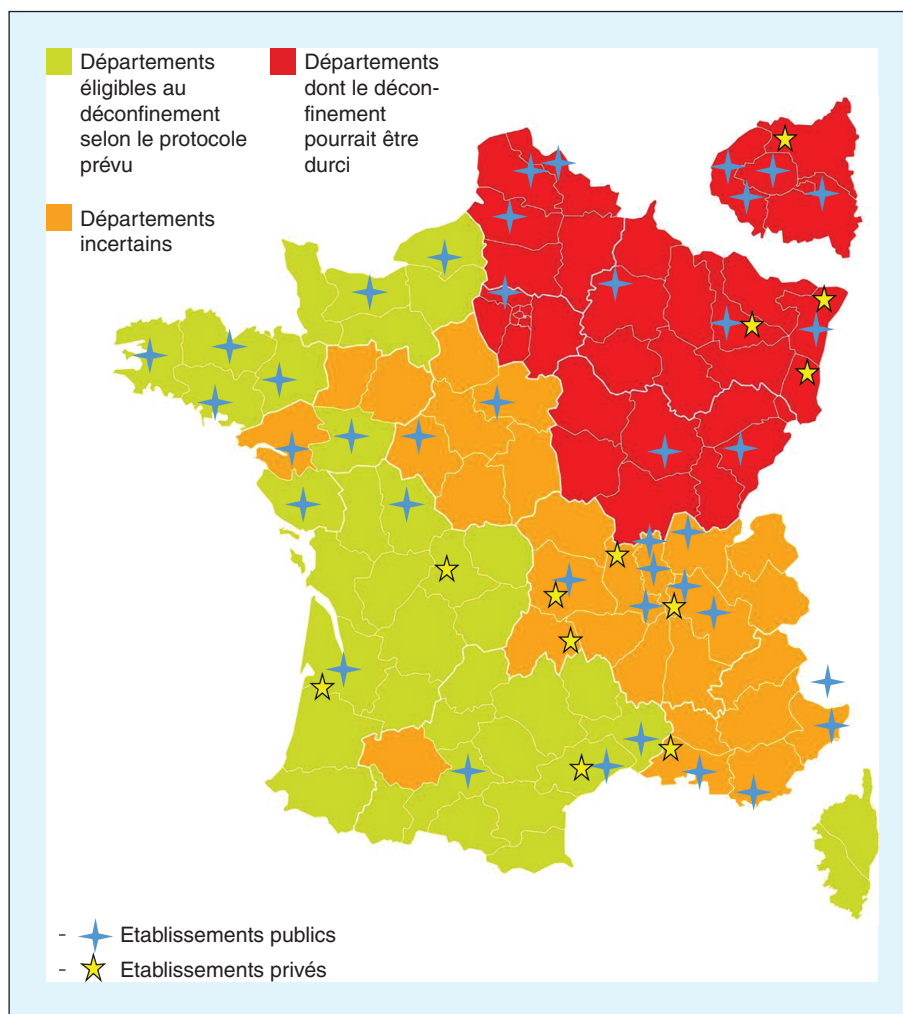 Départements
éligibles au
déconfinement
selon le protocole
prévu
Départements
dont le décon-
finement
pourrait être
durci
Départements
incertains
- Etablissements publics
- Etablissements privés